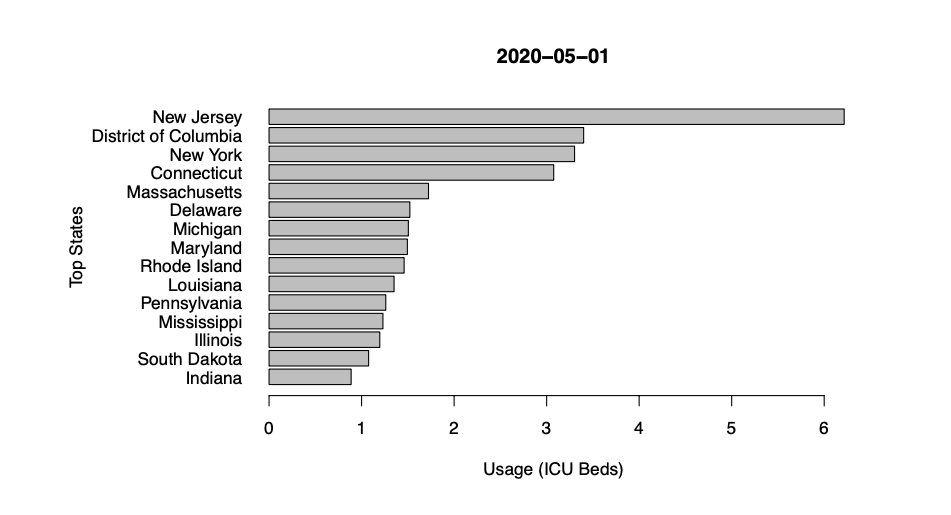 2020−05−01
New Jersey
District of Columbia
New York
Connecticut
Massachusetts
Delaware
Michigan
Maryland
Rhode Island
Louisiana
Pennsylvania
Mississippi
Illinois
South Dakota
Indiana
Top States
0 1 2 3 4 5 6
Usage (ICU Beds)